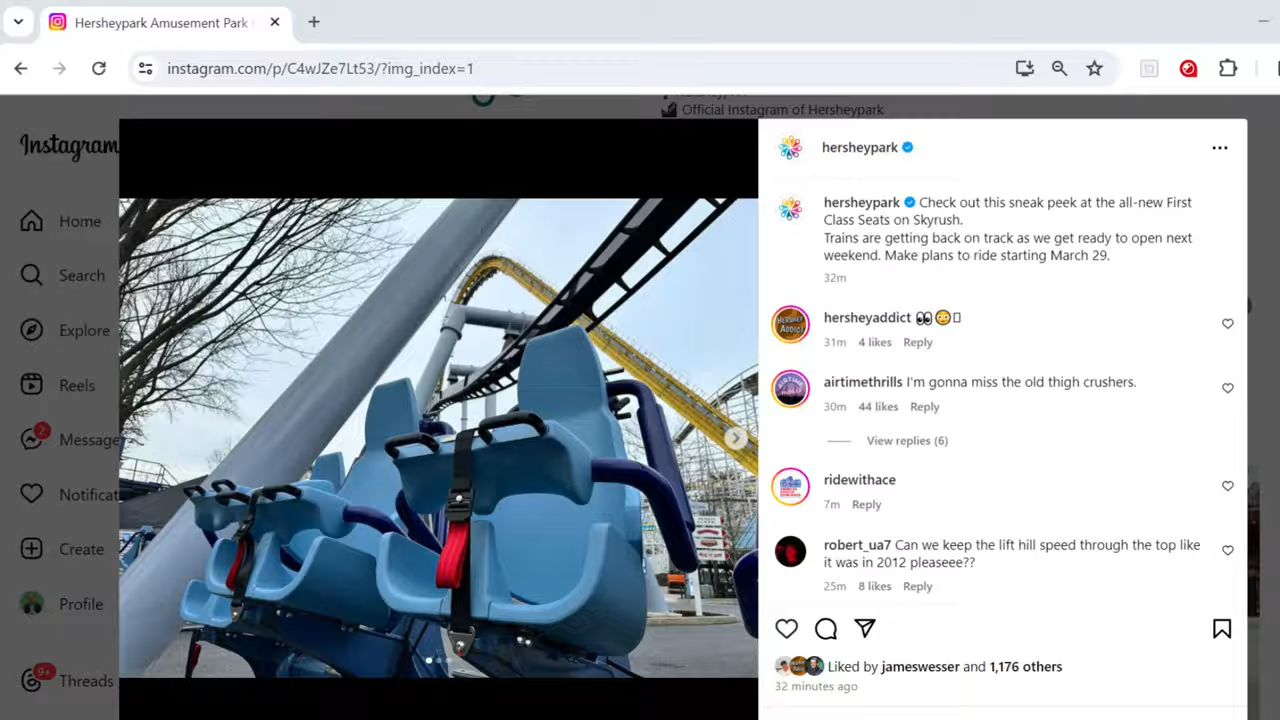 Hersheypark Amusement Park
instagram.com/p/C4wJZe7Lt53/?img_index=1
Official Instagram of Hersheypark
Instagram
Home
Search
Explore
Reels
2
Message
Notificat
Create
Profile
9+
Threads
hersheypark
hersheypark Check out this sneak peek at the all-new First
Class Seats on Skyrush.
Trains are getting back on track as we get ready to open next
weekend. Make plans to ride starting March 29.
32m
HERSHEY
ADDICT
hersheyaddict 👀😳
31m 4 likes Reply
airtimethrills I'm gonna miss the old thigh crushers.
30m 44 likes Reply
View replies (6)
ridewithace
7m Reply
robert_ua7 Can we keep the lift hill speed through the top like
it was in 2012 pleaseee??
25m 8 likes Reply
Liked by jameswesser and 1,176 others
32 minutes ago